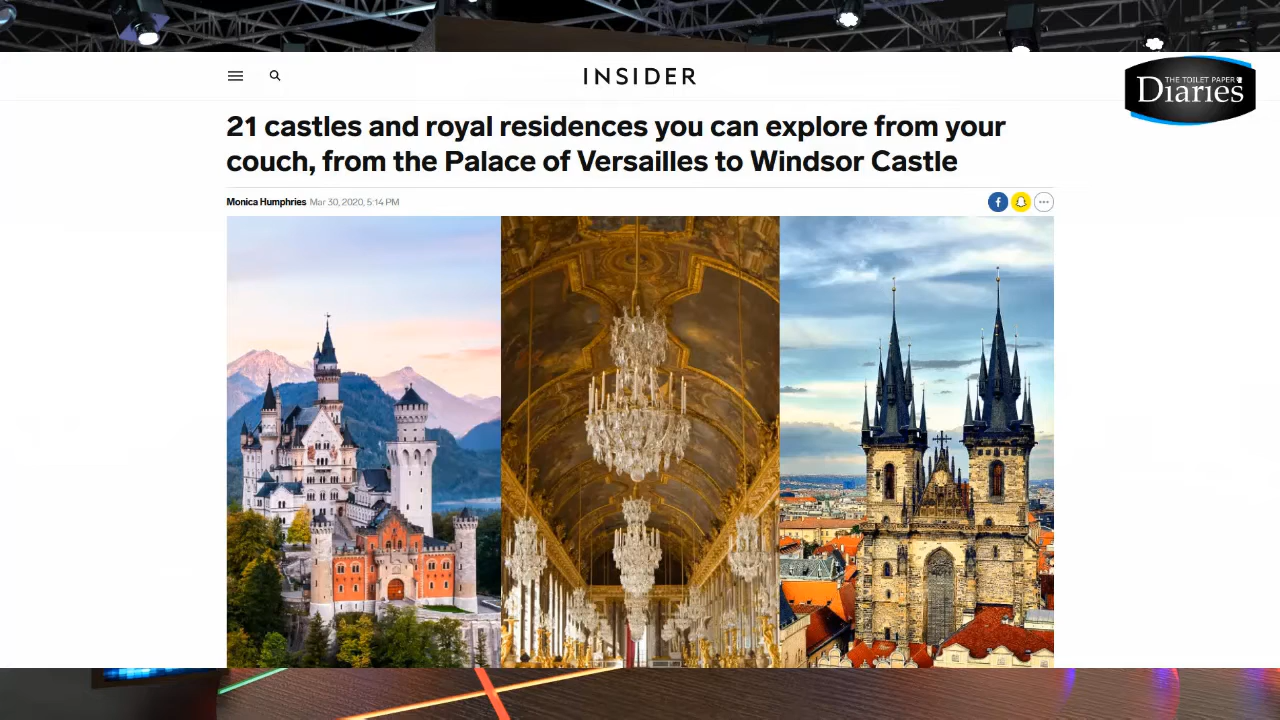 INSIDER
THE TOILET PAPER
Diaries
21 castles and royal residences you can explore from your
couch, from the Palace of Versailles to Windsor Castle
Monica Humphries Mar 30, 2020, 5:14 PM